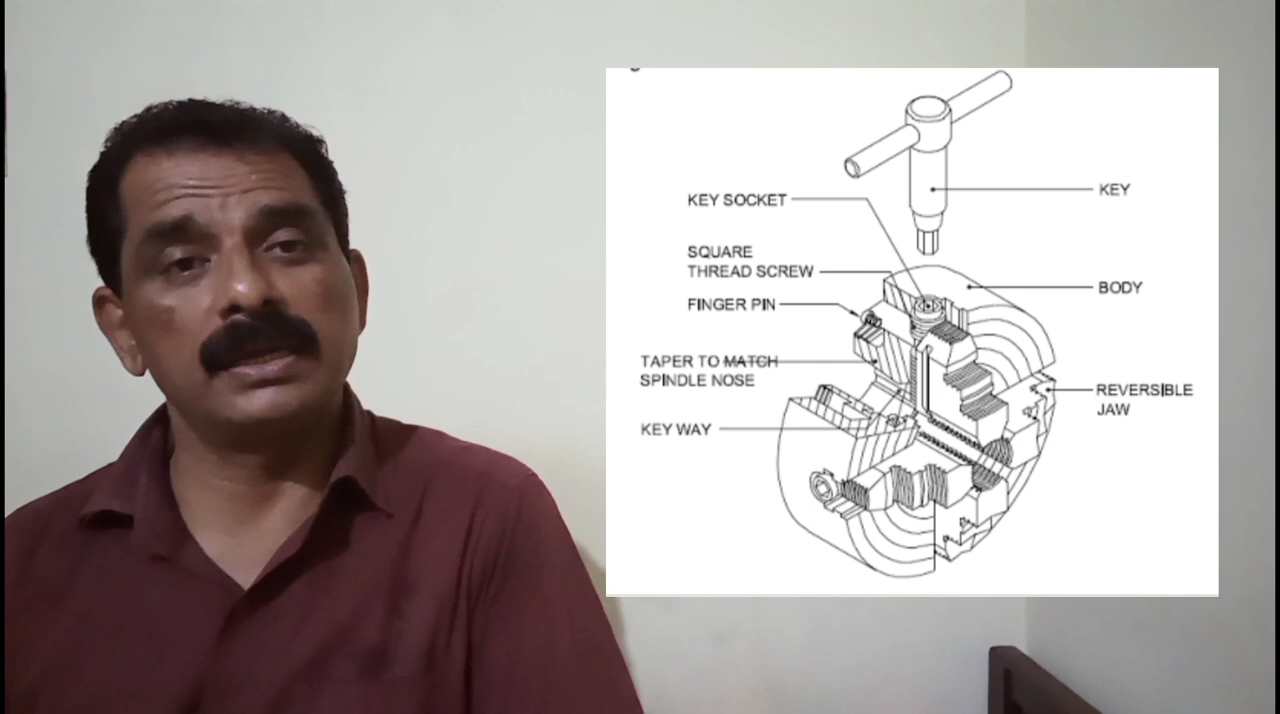 KEY
KEY SOCKET
SQUARE
THREAD SCREW
BODY
FINGER PIN
TAPER TO MATCH
SPINDLE NOSE
REVERSIBLE
JAW
KEY WAY